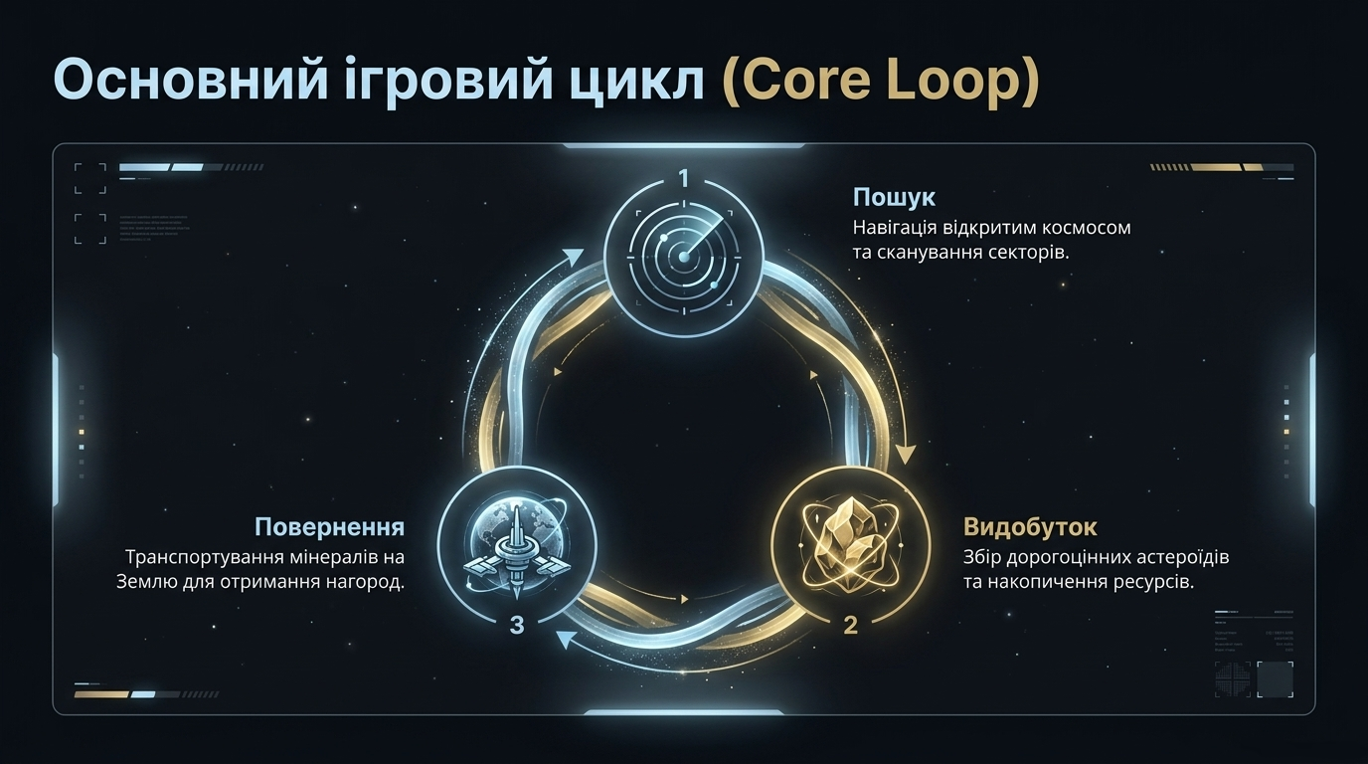 Основний ігровий цикл (Core Loop)
1
Пошук
Навігація відкритим космосом
та сканування секторів.
Повернення
Транспортування мінералів на
Землю для отримання нагород.
3
Видобуток
Збір дорогоцінних астероїдів
та накопичення ресурсів.
2